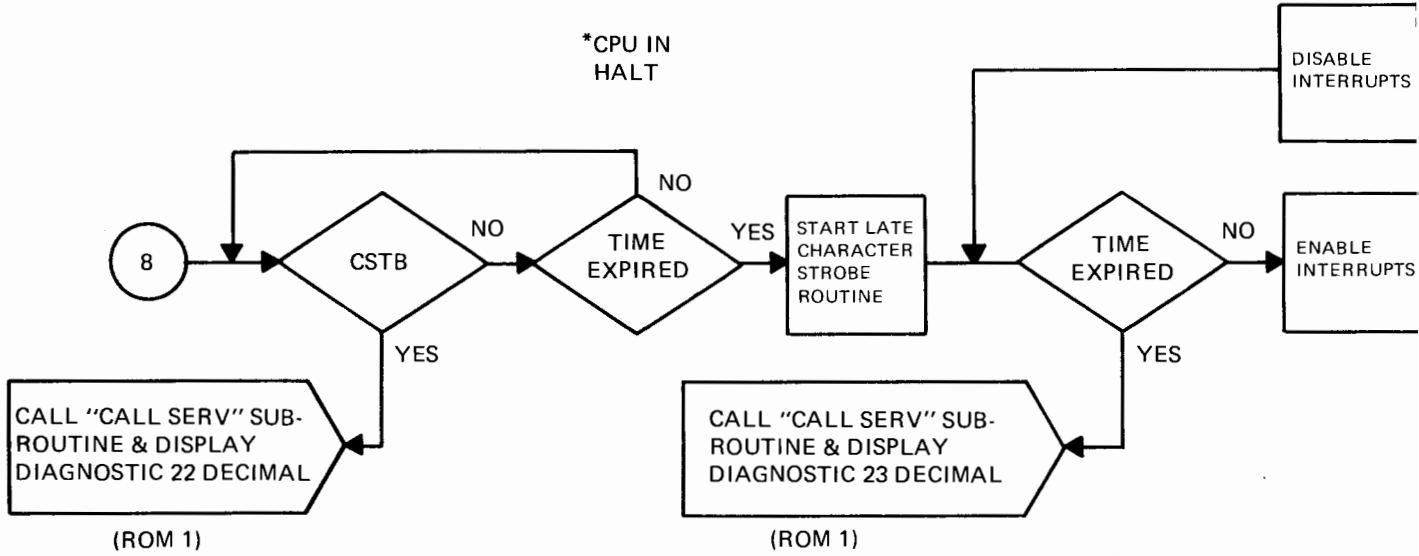 *CPU IN
HALT
DISABLE
INTERRUPTS
8
CSTB
NO
YES
NO
TIME
EXPIRED
YES
START LATE
CHARACTER
STROBE
ROUTINE
TIME
EXPIRED
NO
YES
ENABLE
INTERRUPTS
CALL "CALL SERV" SUB-
ROUTINE & DISPLAY
DIAGNOSTIC 22 DECIMAL
(ROM 1)
CALL "CALL SERV" SUB-
ROUTINE & DISPLAY
DIAGNOSTIC 23 DECIMAL
(ROM 1)